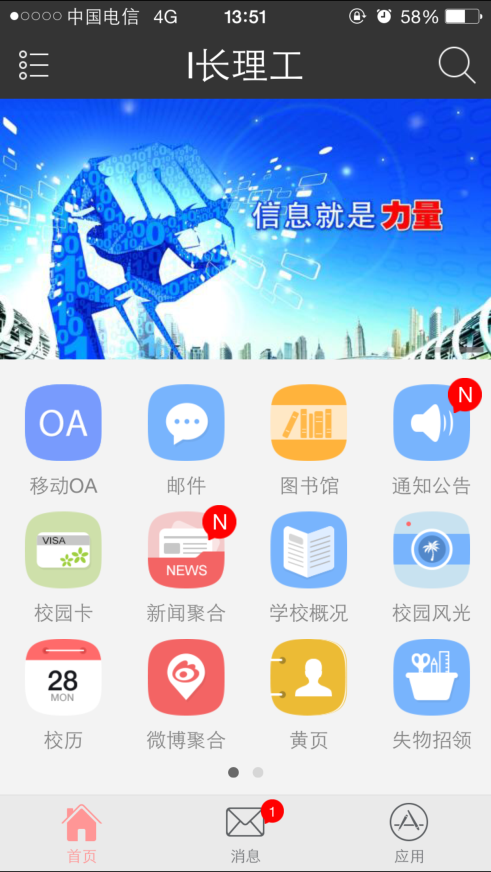 中国电信 4G 13:51 58%
I长理工
信息就是力量
OA
N
移动OA 邮件 图书馆 通知公告
VISA
N
NEWS
校园卡 新闻聚合 学校概况 校园风光
28
MON
校历 微博聚合 黄页 失物招领
1
首页 消息 应用